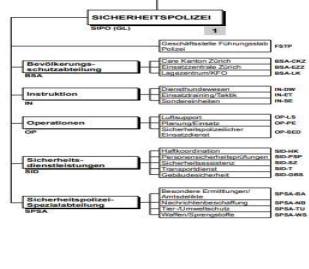 SICHERHEITSPOLIZEI
SIPO (GL)
1
Geschäftsstelle Führungsstab
Polizei
FSTP
Bevölkerungs-
schutzabteilung
BSA
Care Kanton Zürich
BSA-CKZ
Einsatzzentrale Zürich
BSA-EZZ
Lagezentrum/KFO
BSA-LK
Instruktion
IN
Diensthundewesen
IN-DW
Einsatztraining/Taktik
IN-ET
Sondereinheiten
IN-SE
Operationen
OP
Luftsupport
OP-LS
Planung/Einsatz
OP-PE
Sicherheitspolizeilicher
Einsatzdienst
OP-SED
Sicherheits-
dienstleistungen
SID
Haftkoordination
SID-HK
Personensicherheitsprüfungen
SID-PSP
Sicherheitsassistenz
SID-SZ
Transportdienst
SID-T
Gebäudesicherheit
SID-GBS
Sicherheitspolizei-
Spezialabteilung
SPSA
Besondere Ermittlungen/
Amtsdelikte
SPSA-BA
Nachrichtenbeschaffung
SPSA-NB
Tier-/Umweltschutz
SPSA-TU
Waffen/Sprengstoffe
SPSA-WS